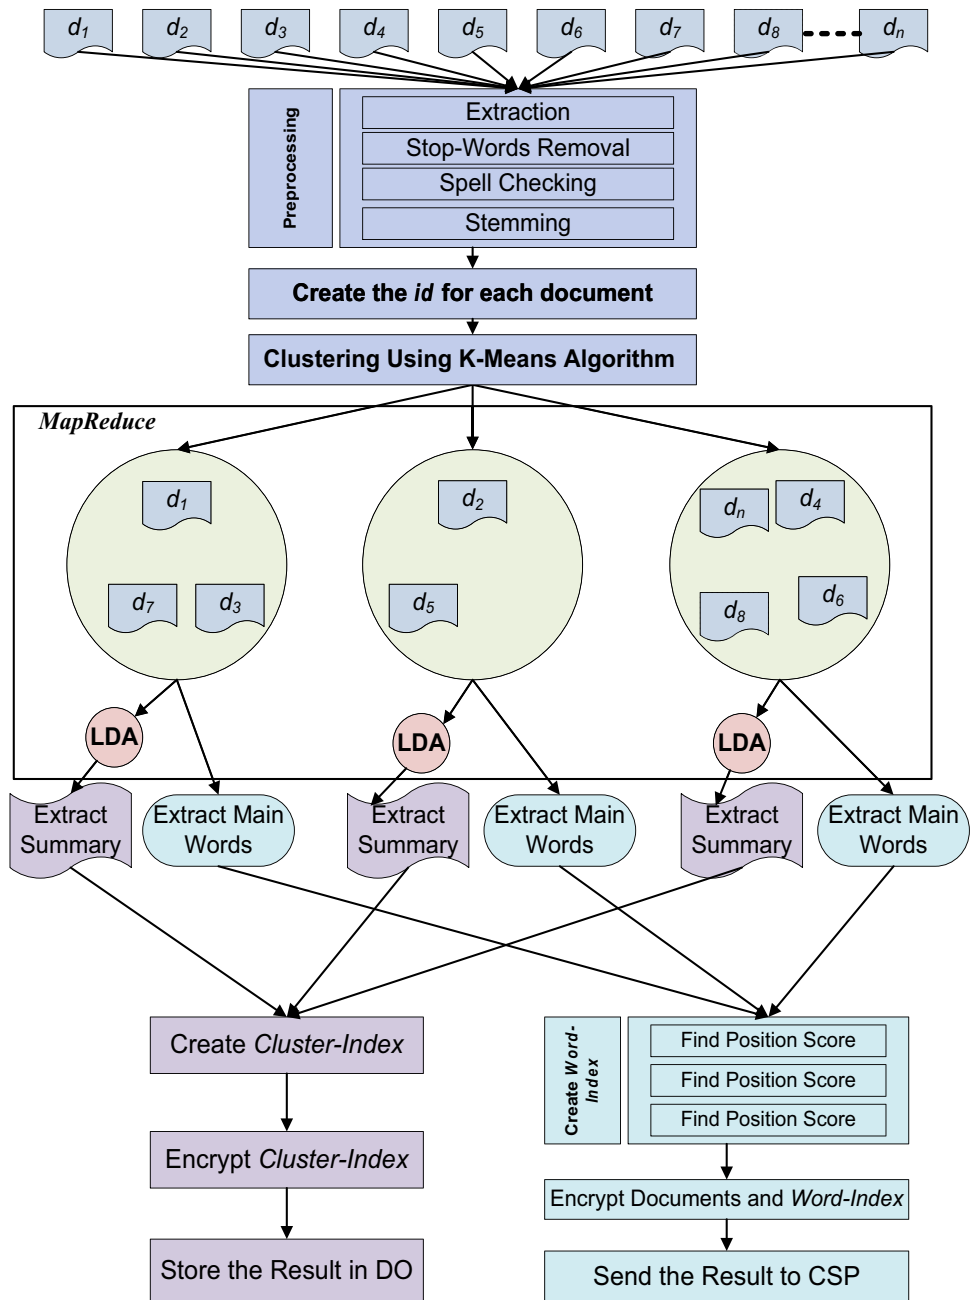 d1 d2 d3 d4 d5 d6 d7 d8 dn
Preprocessing
Extraction
Stop-Words Removal
Spell Checking
Stemming
Create the id for each document
Clustering Using K-Means Algorithm
MapReduce
d1
d7 d3
d2
d5
dn d4
d8 d6
LDA
LDA
LDA
Extract
Summary
Extract Main
Words
Extract
Summary
Extract Main
Words
Extract
Summary
Extract Main
Words
Create Cluster-Index
Encrypt Cluster-Index
Store the Result in DO
Create Word-
Index
Find Position Score
Find Position Score
Find Position Score
Encrypt Documents and Word-Index
Send the Result to CSP